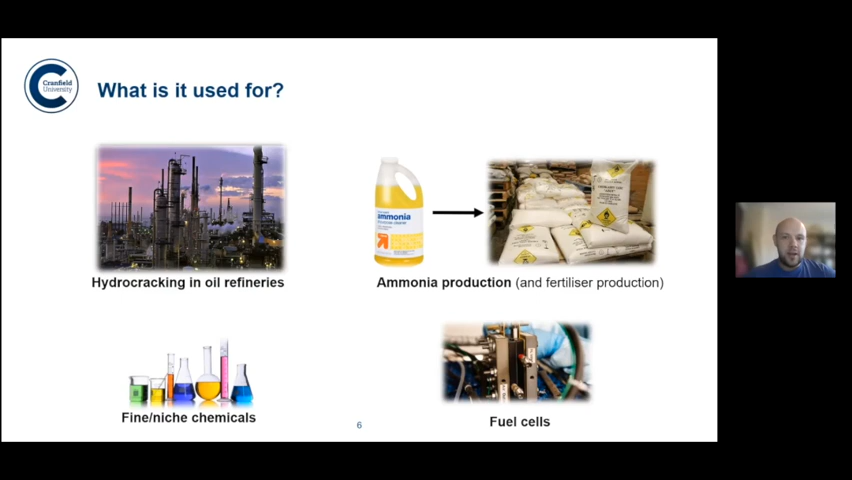 Cranfield
University
What is it used for?
ammonia
Hydrocracking in oil refineries
Ammonia production (and fertiliser production)
Fine/niche chemicals
Fuel cells
6